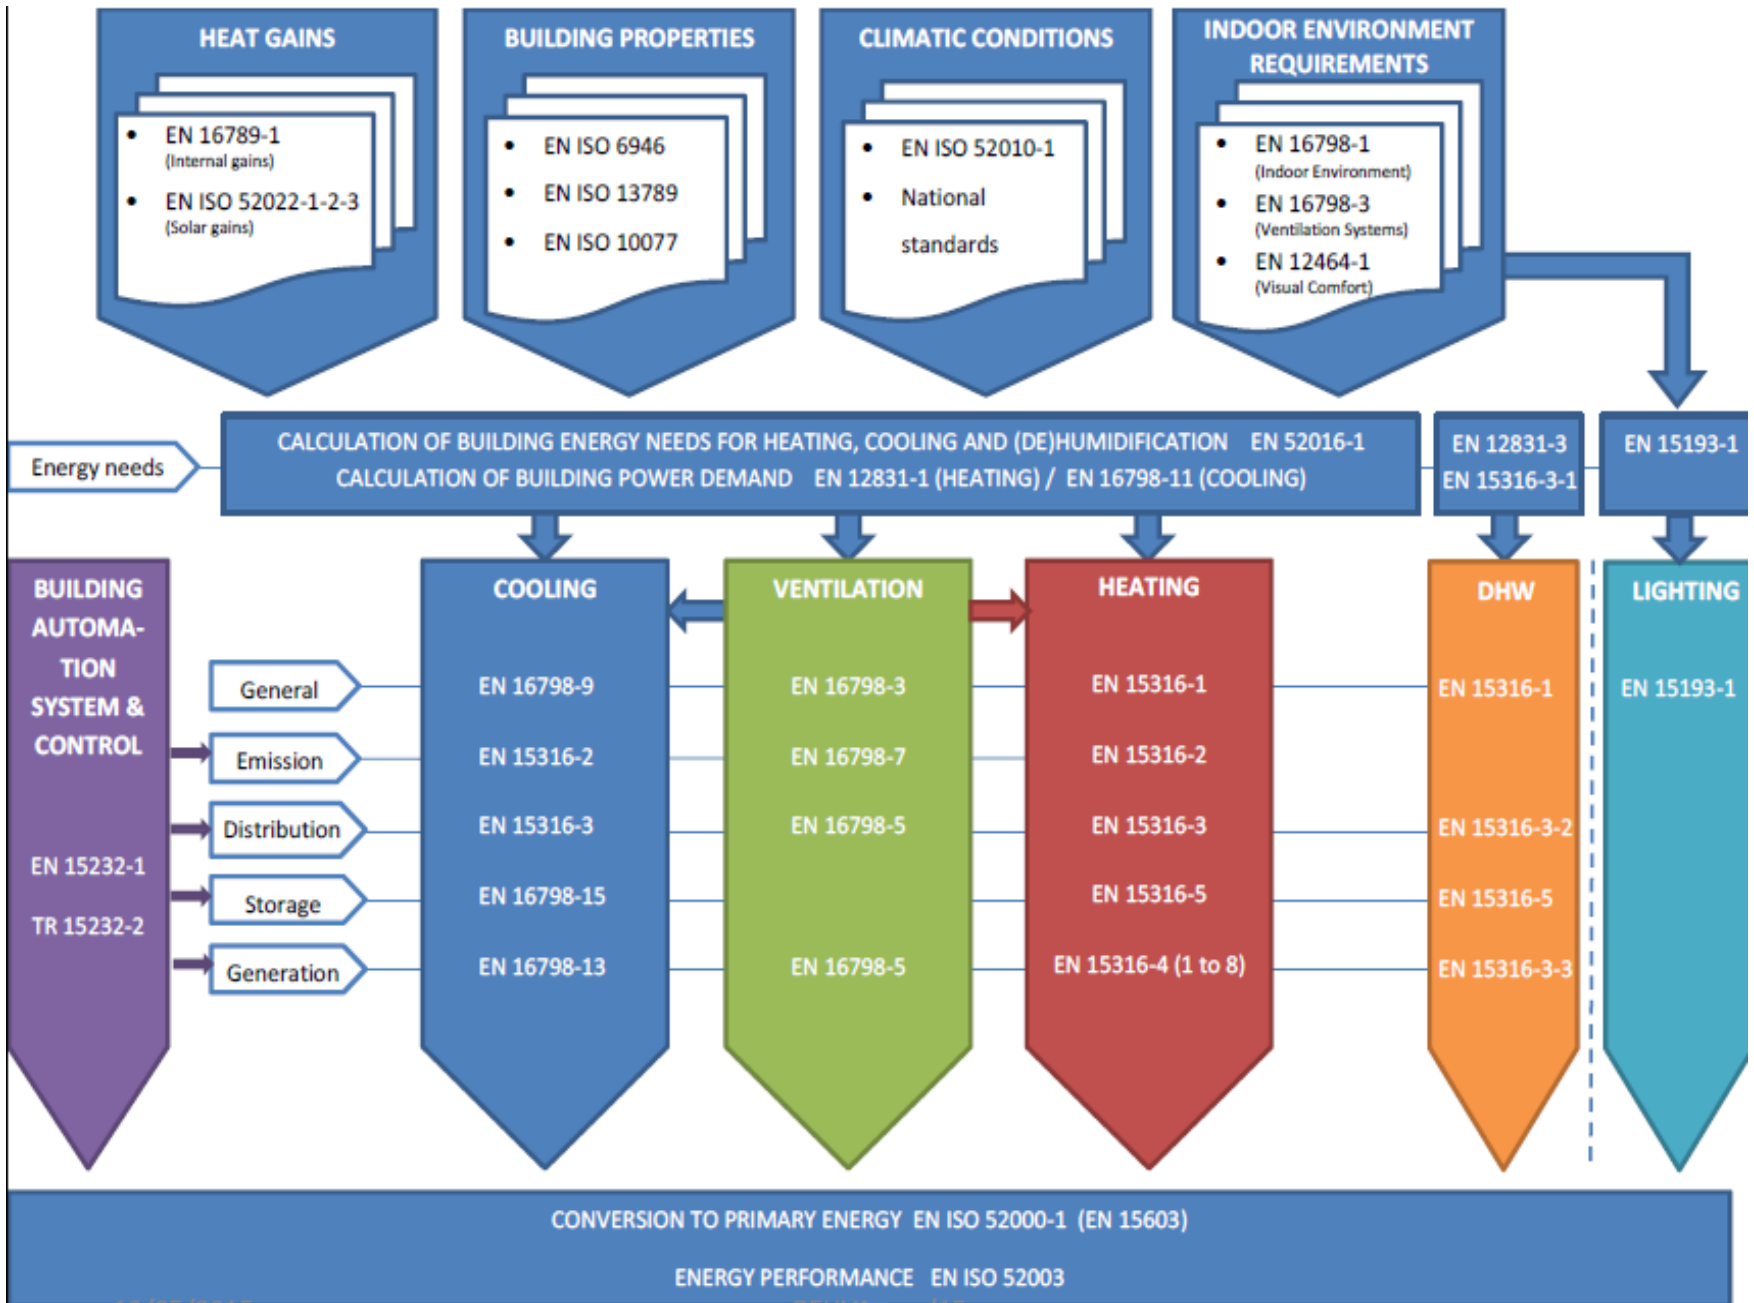 HEAT GAINS
BUILDING PROPERTIES
CLIMATIC CONDITIONS
INDOOR ENVIRONMENT
REQUIREMENTS
• EN 16789-1
(Internal gains)
• EN ISO 52022-1-2-3
(Solar gains)
• EN ISO 6946
• EN ISO 13789
• EN ISO 10077
• EN ISO 52010-1
• National
standards
• EN 16798-1
(Indoor Environment)
• EN 16798-3
(Ventilation Systems)
• EN 12464-1
(Visual Comfort)
Energy needs
CALCULATION OF BUILDING ENERGY NEEDS FOR HEATING, COOLING AND (DE)HUMIDIFICATION EN 52016-1
CALCULATION OF BUILDING POWER DEMAND EN 12831-1 (HEATING) / EN 16798-11 (COOLING)
EN 12831-3
EN 15316-3-1
EN 15193-1
BUILDING
AUTOMA-
TION
SYSTEM &
CONTROL
EN 15232-1
TR 15232-2
General
Emission
Distribution
Storage
Generation
COOLING
EN 16798-9
EN 15316-2
EN 15316-3
EN 16798-15
EN 16798-13
VENTILATION
EN 16798-3
EN 16798-7
EN 16798-5
EN 16798-5
HEATING
EN 15316-1
EN 15316-2
EN 15316-3
EN 15316-5
EN 15316-4 (1 to 8)
DHW
EN 15316-1
EN 15316-3-2
EN 15316-5
EN 15316-3-3
LIGHTING
EN 15193-1
CONVERSION TO PRIMARY ENERGY EN ISO 52000-1 (EN 15603)
ENERGY PERFORMANCE EN ISO 52003